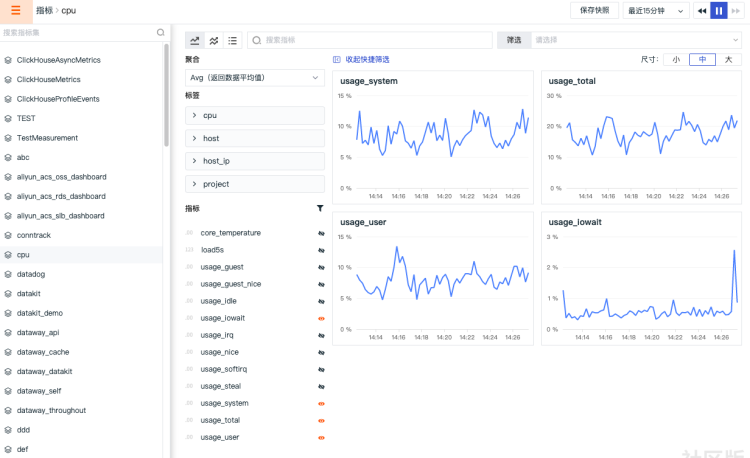 指标 > cpu
保存快照
最近15分钟
搜索指标集
ClickHouseAsyncMetrics
ClickHouseMetrics
ClickHouseProfileEvents
TEST
TestMeasurement
abc
aliyun_acs_oss_dashboard
aliyun_acs_rds_dashboard
aliyun_acs_slb_dashboard
conntrack
cpu
datadog
datakit
datakit_demo
dataway_api
dataway_cache
dataway_datakit
dataway_self
dataway_throughout
ddd
def
搜索指标
筛选 请选择
聚合
Avg（返回数据平均值）
标签
cpu
host
host_ip
project
指标
core_temperature
load5s
usage_guest
usage_guest_nice
usage_idle
usage_iowait
usage_irq
usage_nice
usage_softirq
usage_steal
usage_system
usage_total
usage_user
收起快捷筛选
尺寸: 小 中 大
usage_system
15 %
10 %
5 %
0 %
14:14 14:16 14:18 14:20 14:22 14:24 14:26
usage_total
30 %
20 %
10 %
0 %
14:14 14:16 14:18 14:20 14:22 14:24 14:26
usage_user
15 %
10 %
5 %
0 %
14:14 14:16 14:18 14:20 14:22 14:24 14:26
usage_iowait
3 %
2 %
1 %
0 %
14:14 14:16 14:18 14:20 14:22 14:24 14:26
社区版